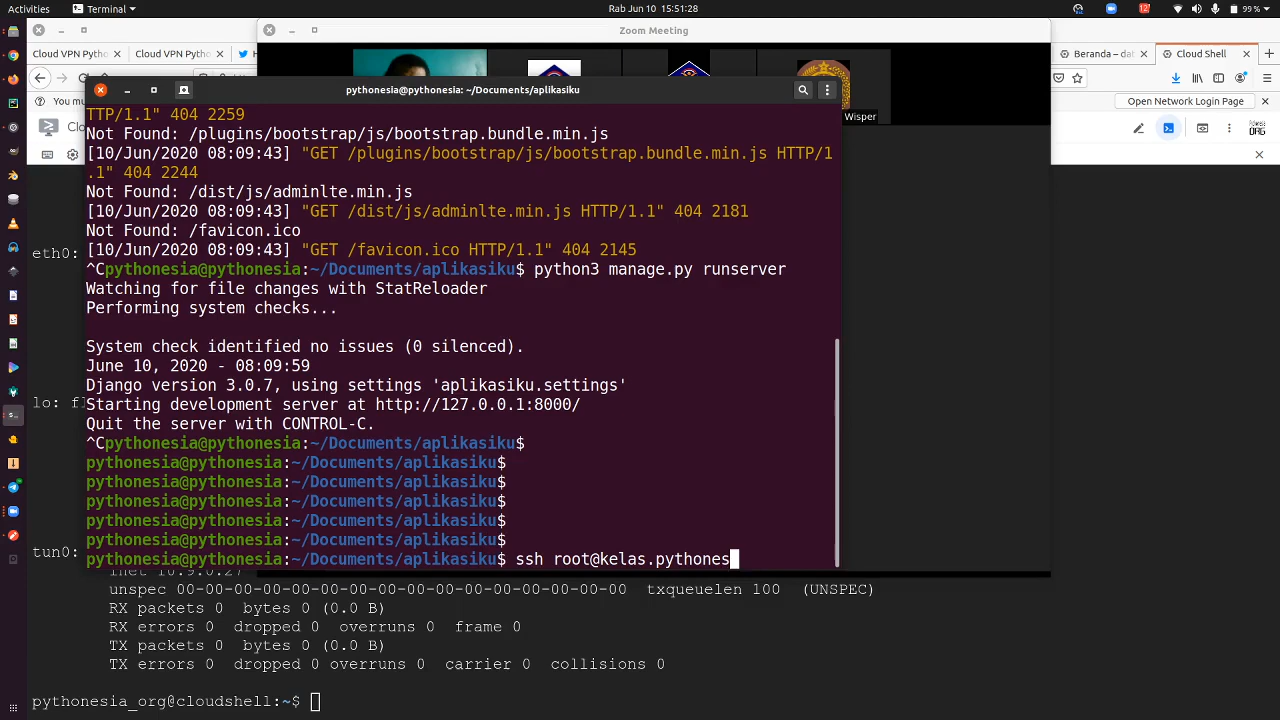 Activities
Terminal
Rab Jun 10 15:51:28
12
99 %
Zoom Meeting
Cloud VPN Pytho
Cloud VPN Pytho
Beranda – dat
Cloud Shell
pythonesia@pythonesia: ~/Documents/aplikasiku
You mu
Open Network Login Page
Clo
Wisper
TTP/1.1" 404 2259
Not Found: /plugins/bootstrap/js/bootstrap.bundle.min.js
[10/Jun/2020 08:09:43] "GET /plugins/bootstrap/js/bootstrap.bundle.min.js HTTP/1
.1" 404 2244
Not Found: /dist/js/adminlte.min.js
[10/Jun/2020 08:09:43] "GET /dist/js/adminlte.min.js HTTP/1.1" 404 2181
Not Found: /favicon.ico
[10/Jun/2020 08:09:43] "GET /favicon.ico HTTP/1.1" 404 2145
^Cpythonesia@pythonesia:~/Documents/aplikasiku$ python3 manage.py runserver
Watching for file changes with StatReloader
Performing system checks...
System check identified no issues (0 silenced).
June 10, 2020 - 08:09:59
Django version 3.0.7, using settings 'aplikasiku.settings'
Starting development server at http://127.0.0.1:8000/
Quit the server with CONTROL-C.
^Cpythonesia@pythonesia:~/Documents/aplikasiku$
pythonesia@pythonesia:~/Documents/aplikasiku$
pythonesia@pythonesia:~/Documents/aplikasiku$
pythonesia@pythonesia:~/Documents/aplikasiku$
pythonesia@pythonesia:~/Documents/aplikasiku$
pythonesia@pythonesia:~/Documents/aplikasiku$
pythonesia@pythonesia:~/Documents/aplikasiku$ ssh root@kelas.pythones
eth0:
lo: fl
tun0:
inet 10.9.0.27
unspec 00-00-00-00-00-00-00-00-00-00-00-00-00-00-00-00 txqueuelen 100 (UNSPEC)
RX packets 0 bytes 0 (0.0 B)
RX errors 0 dropped 0 overruns 0 frame 0
TX packets 0 bytes 0 (0.0 B)
TX errors 0 dropped 0 overruns 0 carrier 0 collisions 0
pythonesia_org@cloudshell:~$